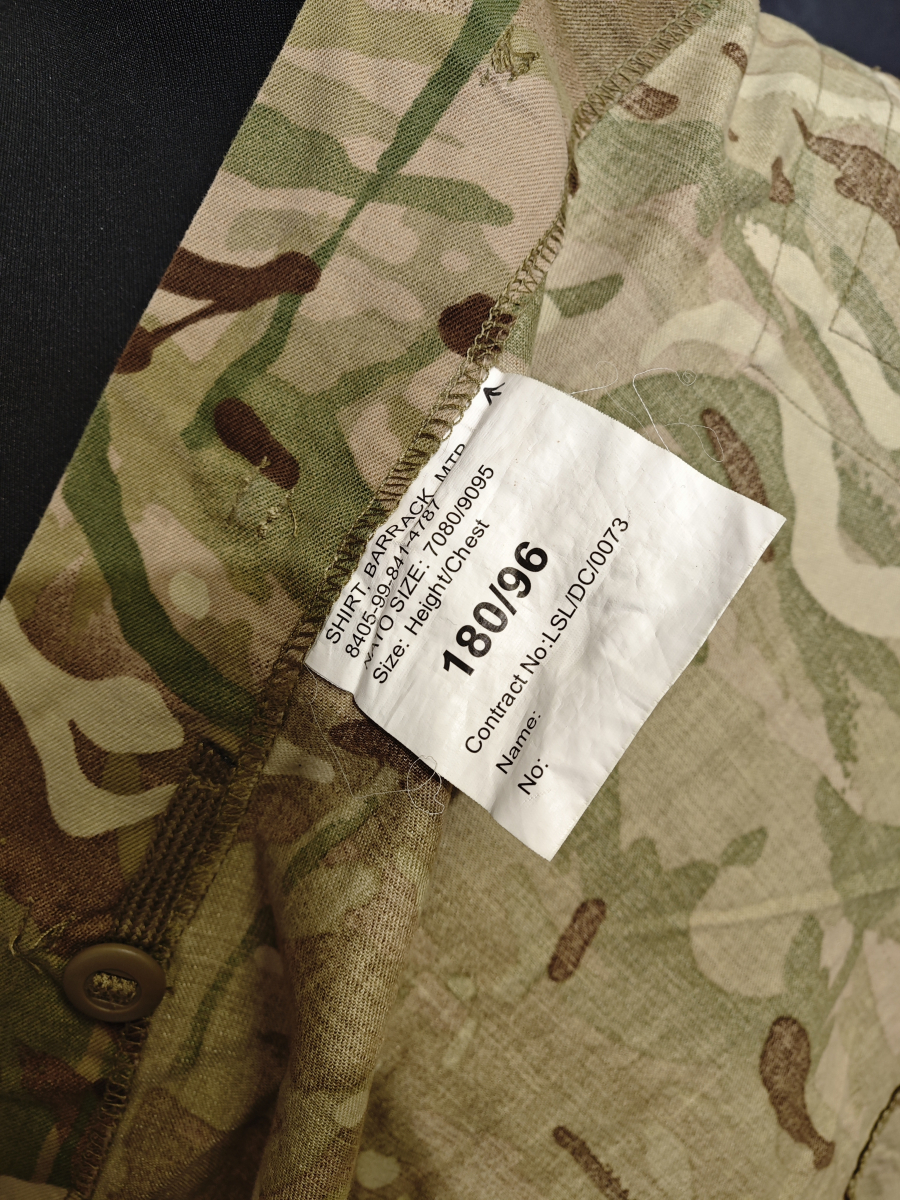 SHIRT, BARRACK, MTP
8405-99-841-4787
NATO SIZE: 7080/9095
Size: Height/Chest
180/96
Contract No:LSL/DC/0073
Name:
No: